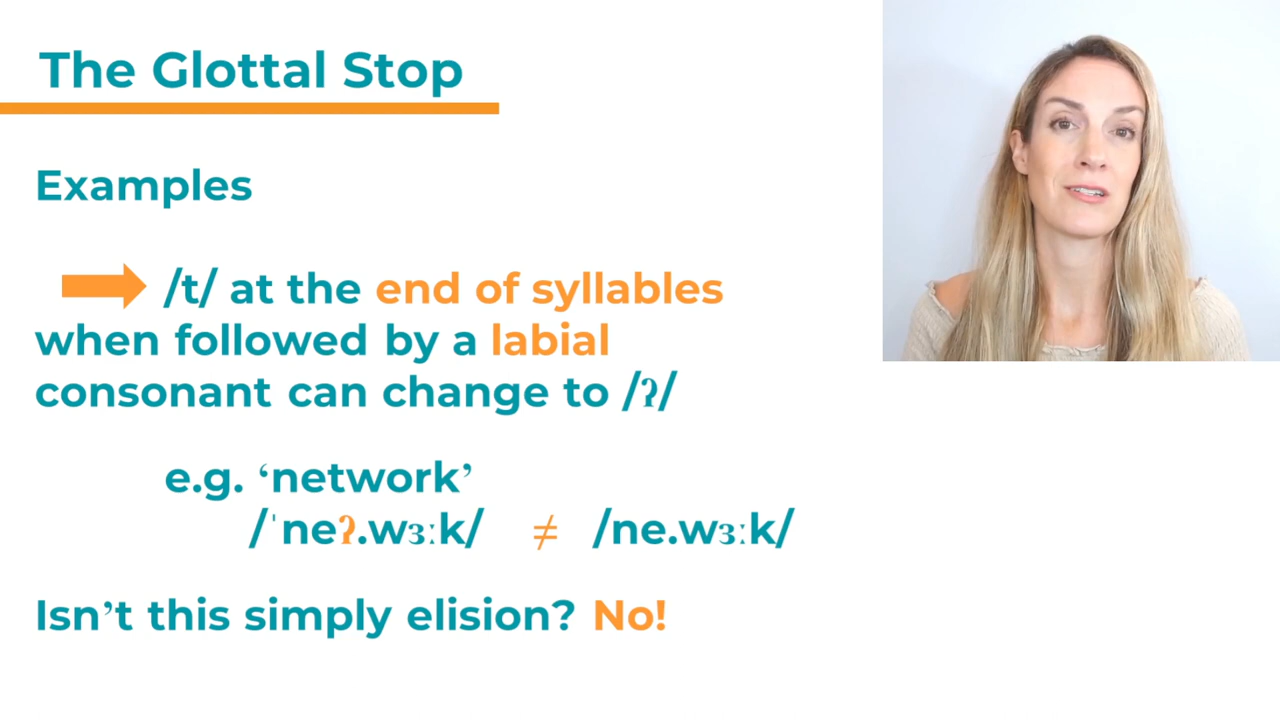 The Glottal Stop
Examples
/t/ at the end of syllables
when followed by a labial
consonant can change to /ʔ/
e.g. ‘network’
/ˈneʔ.wɜːk/ ≠ /ne.wɜːk/
Isn’t this simply elision? No!